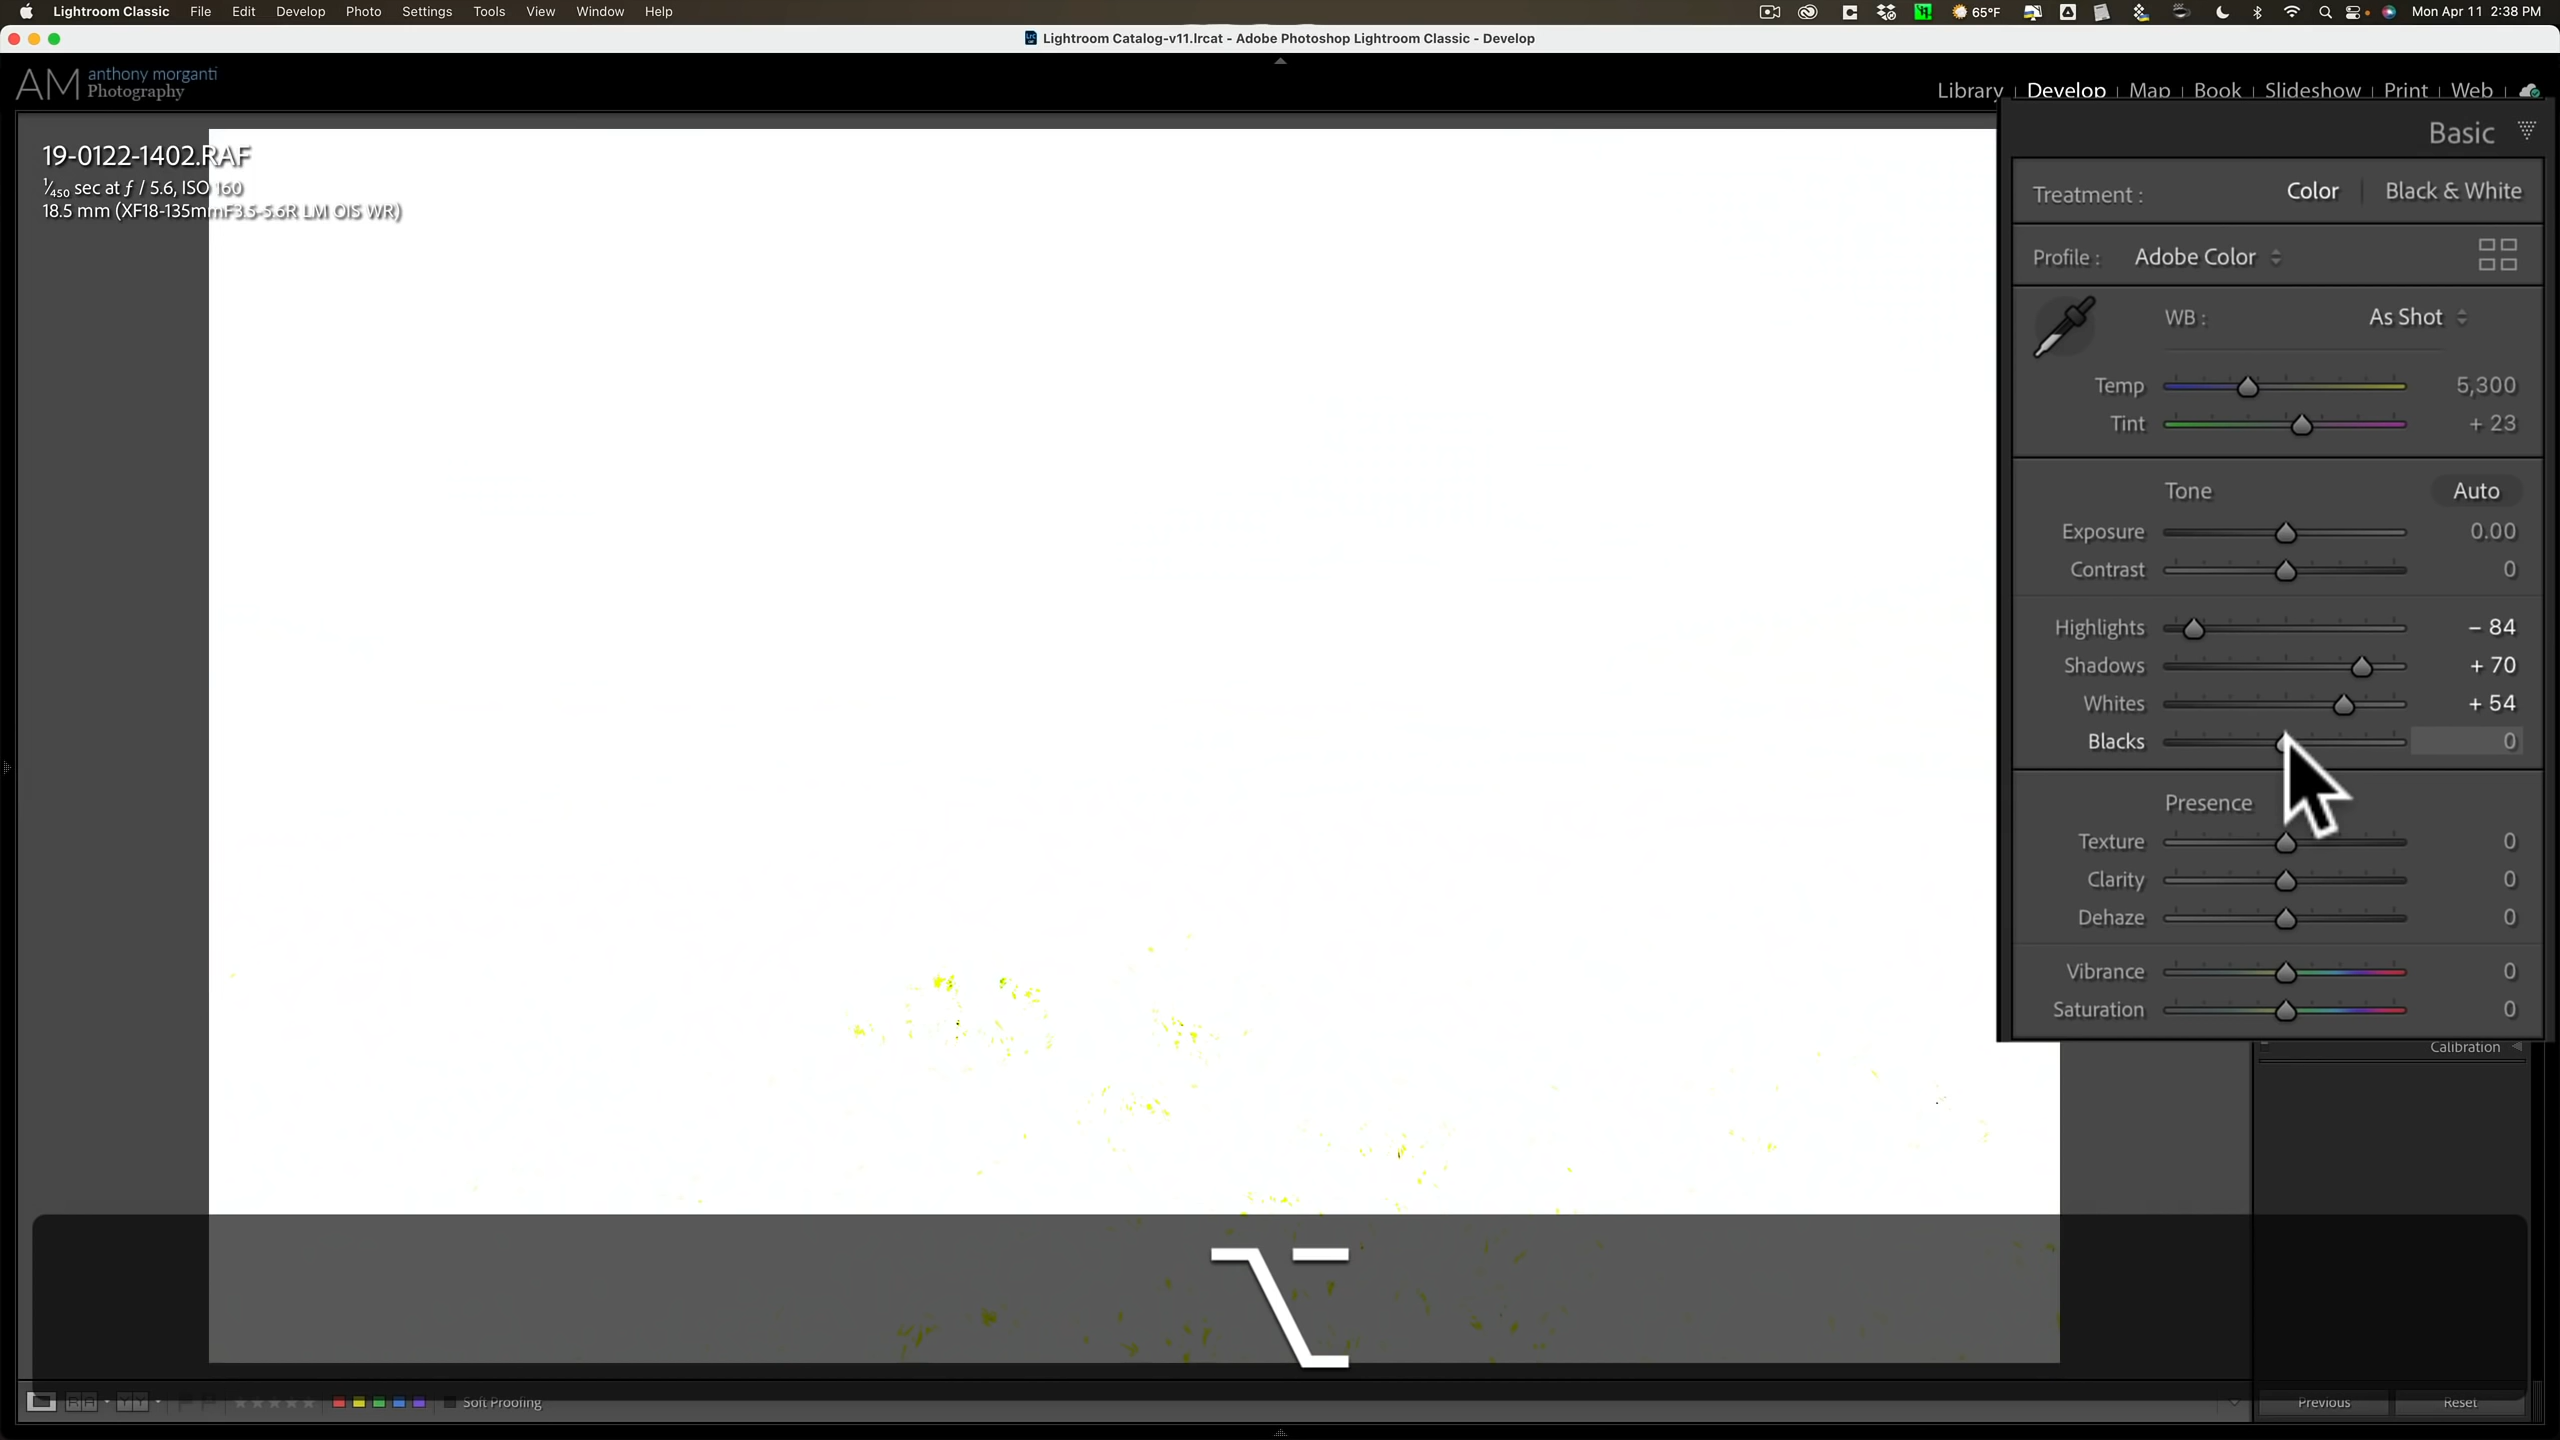 Lightroom Classic File Edit Develop Photo Settings Tools View Window Help 65°F Mon Apr 11 2:38 PM
Lightroom Catalog-v11.lrcat - Adobe Photoshop Lightroom Classic - Develop
AM anthony morganti
Photography
Library | Develop | Map | Book | Slideshow | Print | Web
19-0122-1402.RAF
1/450 sec at ƒ / 5.6, ISO 160
18.5 mm (XF18-135mmF3.5-5.6R LM OIS WR)
Basic
Treatment : Color | Black & White
Profile : Adobe Color
WB : As Shot
Temp 5,300
Tint + 23
Tone Auto
Exposure 0.00
Contrast 0
Highlights − 84
Shadows + 70
Whites + 54
Blacks 0
Presence
Texture 0
Clarity 0
Dehaze 0
Vibrance 0
Saturation 0
Calibration
Soft Proofing
Previous Reset